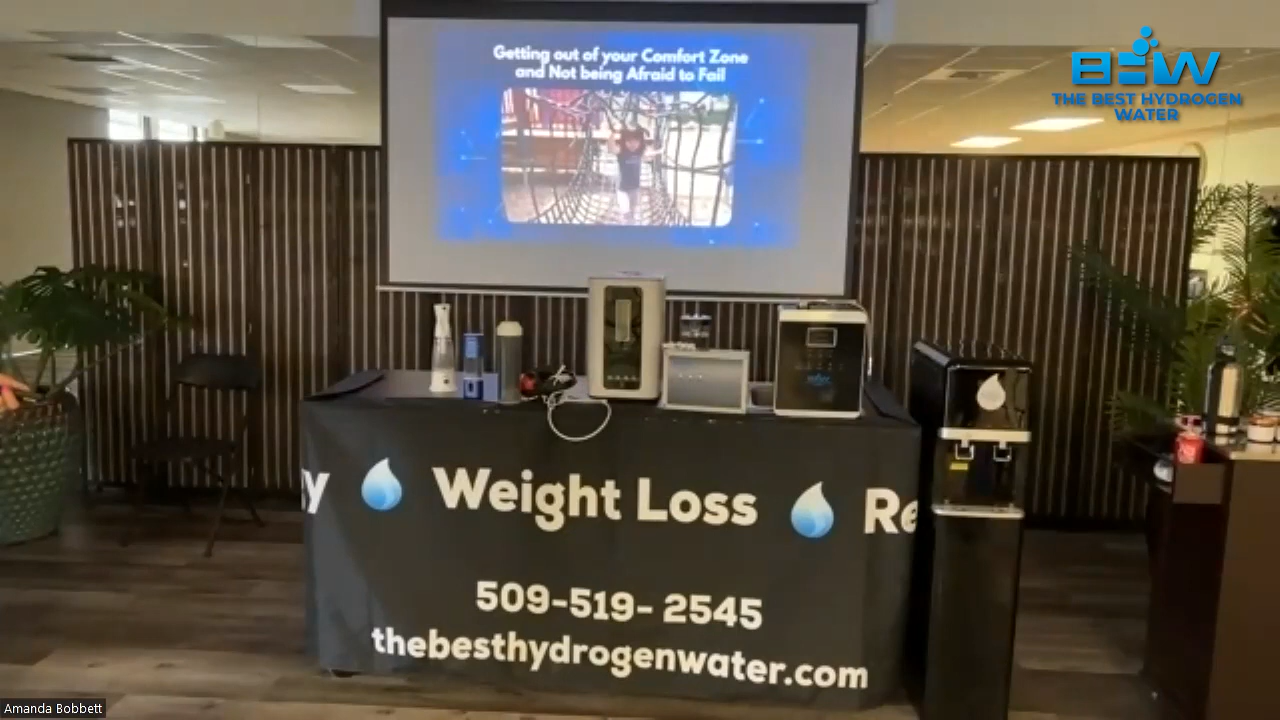 Getting out of your Comfort Zone
and Not being Afraid to Fail
BHW
THE BEST HYDROGEN
WATER
y Weight Loss Re
509-519- 2545
thebesthydrogenwater.com
Amanda Bobbett